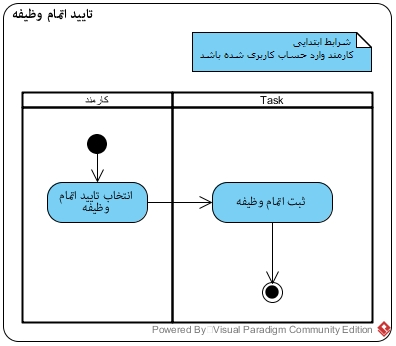 تایید اتمام وظیفه
شرایط ابتدایی
کارمند وارد حساب کاربری شده باشد
کارمند
Task
انتخاب تایید اتمام
وظیفه
ثبت اتمام وظیفه
Powered By Visual Paradigm Community Edition